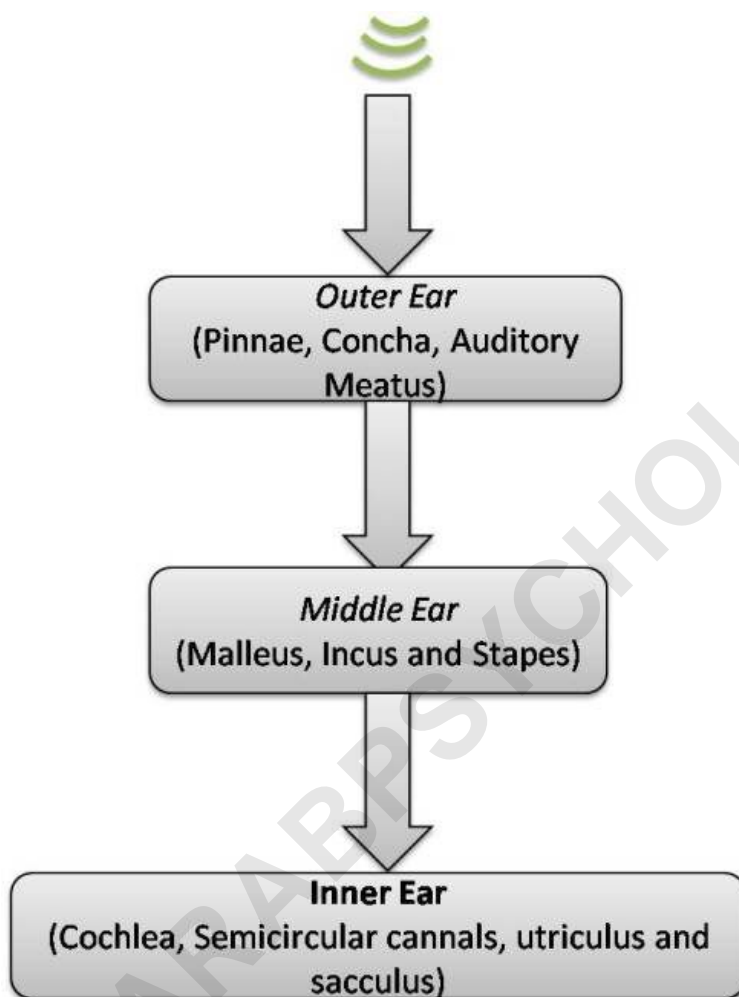 Outer Ear
(Pinnae, Concha, Auditory
Meatus)
Middle Ear
(Malleus, Incus and Stapes)
Inner Ear
(Cochlea, Semicircular cannals, utriculus and
sacculus)
ARABPSYCHOL